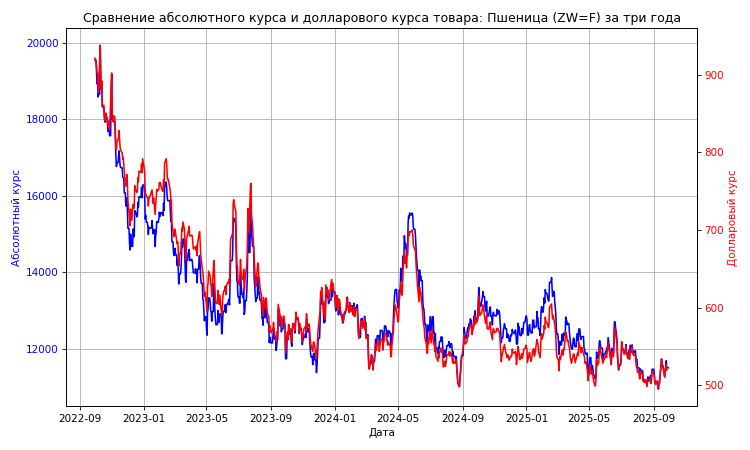 Сравнение абсолютного курса и долларового курса товара: Пшеница (ZW=F) за три года
Абсолютный курс
20000
18000
16000
14000
12000
Долларовый курс
900
800
700
600
500
2022-09 2023-01 2023-05 2023-09 2024-01 2024-05 2024-09 2025-01 2025-05 2025-09
Дата